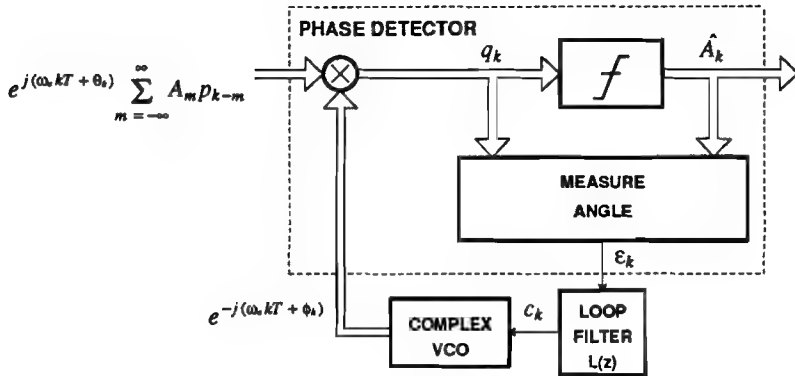 PHASE DETECTOR
e^{j(ω_c kT + θ_k)} ∑_{m = -∞}^{∞} A_m p_{k-m}
q_k
Â_k
MEASURE
ANGLE
ε_k
e^{-j(ω_c kT + ϕ_k)}
COMPLEX
VCO
c_k
LOOP
FILTER
L(z)